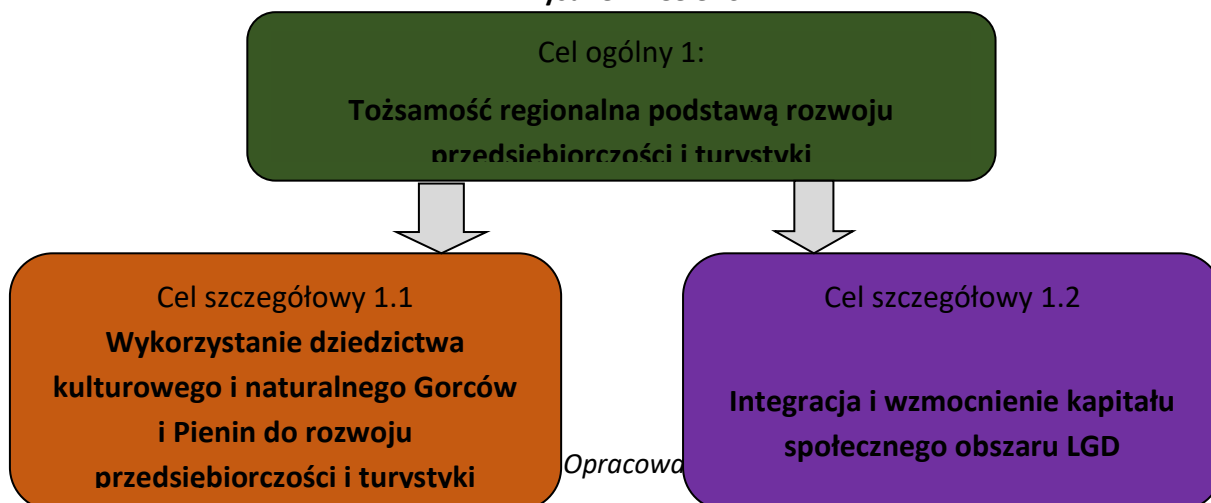 Cel ogólny 1:
Tożsamość regionalna podstawą rozwoju
przedsiębiorczości i turystyki
Cel szczegółowy 1.1
Wykorzystanie dziedzictwa
kulturowego i naturalnego Gorców
i Pienin do rozwoju
przedsiębiorczości i turystyki
Cel szczegółowy 1.2
Integracja i wzmocnienie kapitału
społecznego obszaru LGD
Opracowa